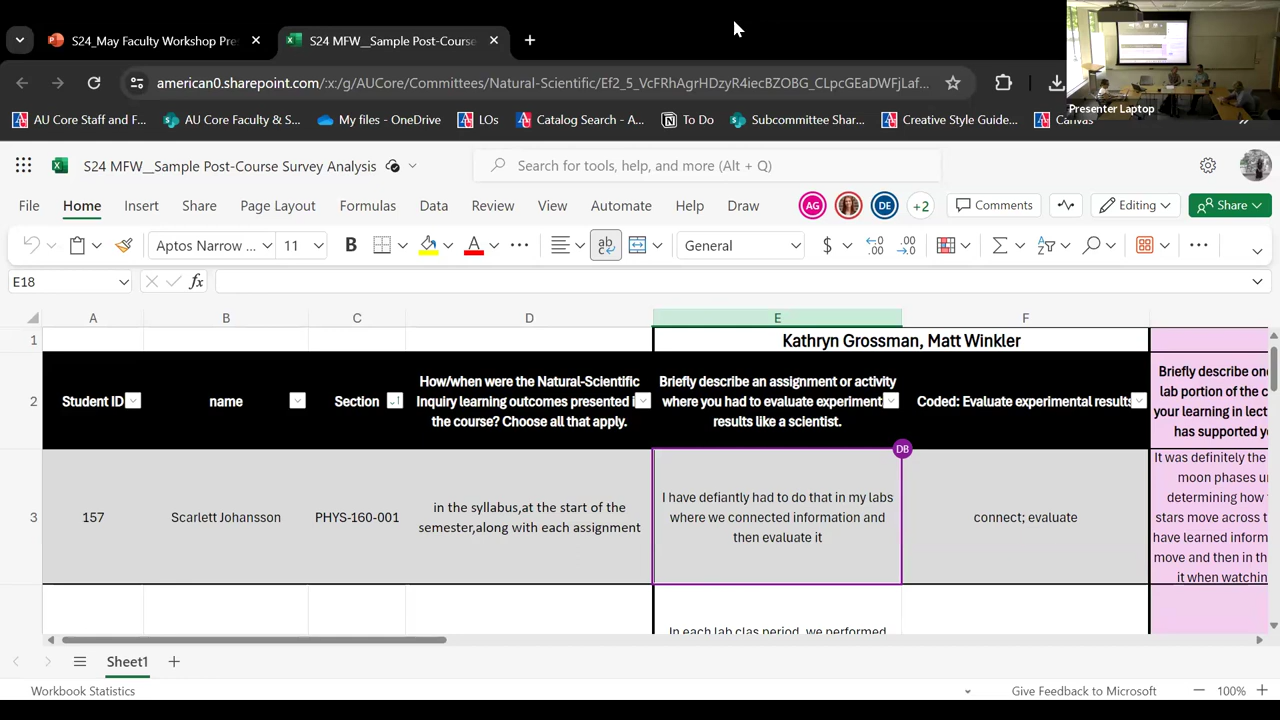 S24_May Faculty Workshop Pre
S24 MFW__Sample Post-Course
american0.sharepoint.com/:x:/g/AUCore/Committees/Natural-Scientific/Ef2_5_VcFRhAgrHDzyR4iecBZOBG_CLpcGEaDWFjLaf...
Presenter Laptop
AU Core Staff and F...
AU Core Faculty & S...
My files - OneDrive
LOs
Catalog Search - A...
To Do
Subcommittee Shar...
Creative Style Guide...
Canvas
S24 MFW__Sample Post-Course Survey Analysis
Search for tools, help, and more (Alt + Q)
File Home Insert Share Page Layout Formulas Data Review View Automate Help Draw
AG DE +2 Comments Editing Share
Aptos Narrow ... 11 B A ... General $
E18 fx
A B C D E F
1 Kathryn Grossman, Matt Winkler
2
Student ID
name
Section
How/when were the Natural-Scientific
Inquiry learning outcomes presented i
the course? Choose all that apply.
Briefly describe an assignment or activity
where you had to evaluate experiment
results like a scientist.
Coded: Evaluate experimental results
Briefly describe one
lab portion of the c
your learning in lect
has supported yo
DB
3
157
Scarlett Johansson
PHYS-160-001
in the syllabus,at the start of the
semester,along with each assignment
I have defiantly had to do that in my labs
where we connected information and
then evaluate it
connect; evaluate
It was definitely the
moon phases un
determining how
stars move across t
have learned inform
move and then in th
it when watchin
In each lab clas period, we performed
Sheet1
Workbook Statistics
Give Feedback to Microsoft
100%